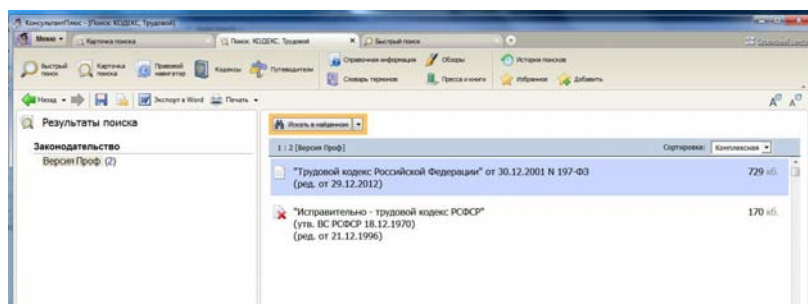 КонсультантПлюс - [Поиск: КОДЕКС, Трудовой]
Меню Карточка поиска Поиск: КОДЕКС, Трудовой Быстрый поиск
Быстрый поиск Карточка поиска Правовой навигатор Кодексы Путеводители Справочная информация Словарь терминов Обзоры Пресса и книги История поисков Избранное Добавить
Назад Экспорт в Word Печать
Результаты поиска
Законодательство
Версия Проф (2)
Искать в найденном
1 : 2 [Версия Проф] Сортировка: Комплексная
"Трудовой кодекс Российской Федерации" от 30.12.2001 N 197-ФЗ 729 кб.
(ред. от 29.12.2012)
"Исправительно - трудовой кодекс РСФСР" 170 кб.
(утв. ВС РСФСР 18.12.1970)
(ред. от 21.12.1996)